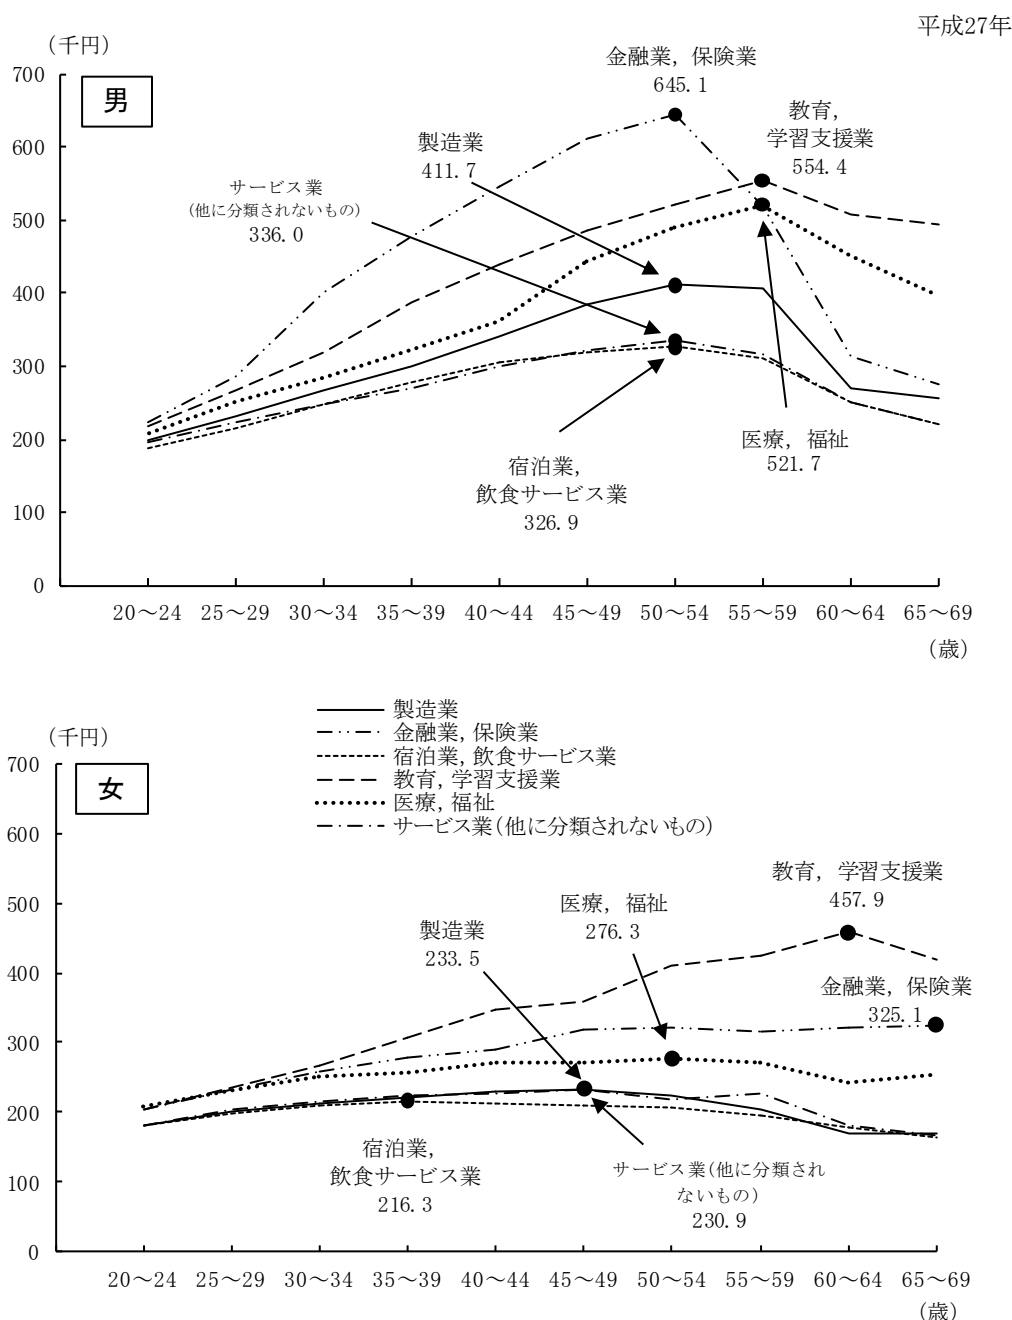 平成27年
（千円）
男
700
600
500
400
300
200
100
0
金融業, 保険業
645.1
製造業
411.7
教育,
学習支援業
554.4
サービス業
（他に分類されないもの）
336.0
医療, 福祉
521.7
宿泊業,
飲食サービス業
326.9
20～24 25～29 30～34 35～39 40～44 45～49 50～54 55～59 60～64 65～69
（歳）
製造業
金融業, 保険業
宿泊業, 飲食サービス業
教育, 学習支援業
医療, 福祉
サービス業（他に分類されないもの）
（千円）
女
700
600
500
400
300
200
100
0
教育, 学習支援業
457.9
医療, 福祉
276.3
製造業
233.5
金融業, 保険業
325.1
宿泊業,
飲食サービス業
216.3
サービス業（他に分類され
ないもの）
230.9
20～24 25～29 30～34 35～39 40～44 45～49 50～54 55～59 60～64 65～69
（歳）